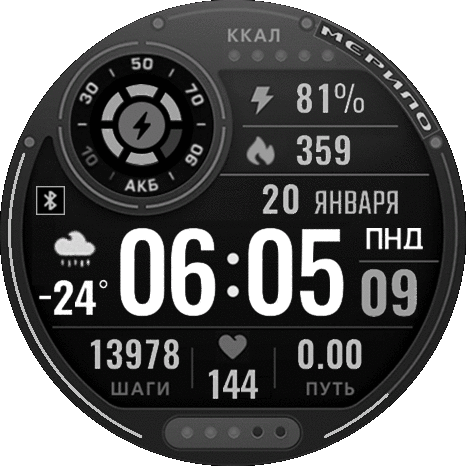 ККАЛ
МЕРИЛО
50
30 70
10 90
АКБ
81%
359
20 ЯНВАРЯ
ПНД
06:05
09
-24°
13978
144
0.00
ШАГИ
ПУТЬ